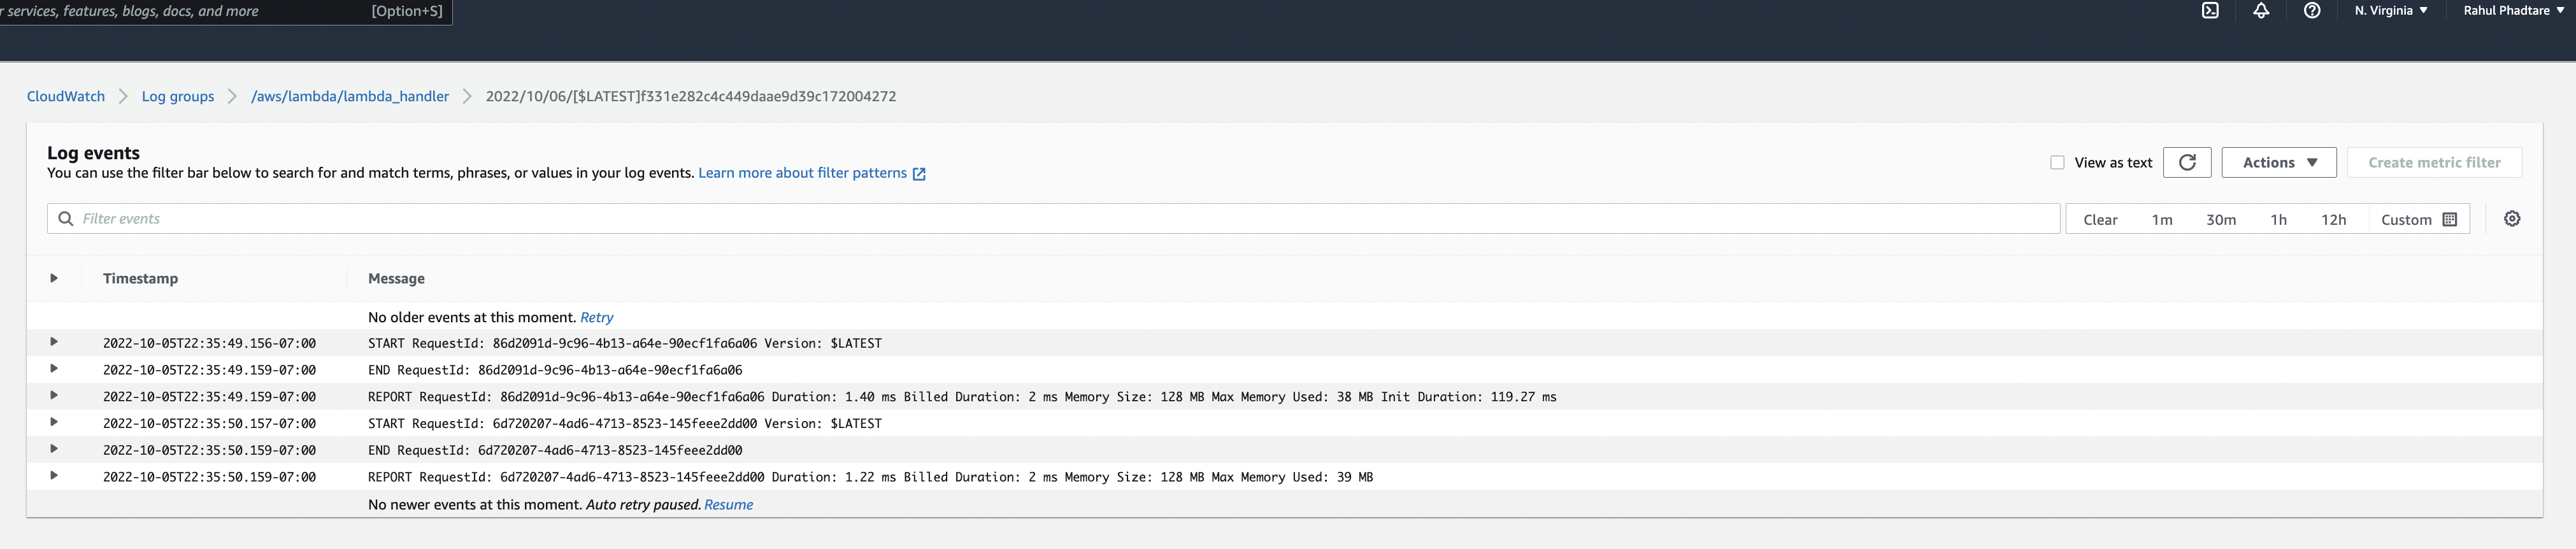 r services, features, blogs, docs, and more [Option+S] N. Virginia ▼ Rahul Phadtare ▼
CloudWatch > Log groups > /aws/lambda/lambda_handler > 2022/10/06/[$LATEST]f331e282c4c449daae9d39c172004272
Log events
You can use the filter bar below to search for and match terms, phrases, or values in your log events. Learn more about filter patterns
View as text Actions ▼ Create metric filter
Filter events Clear 1m 30m 1h 12h Custom
Timestamp Message
No older events at this moment. Retry
2022-10-05T22:35:49.156-07:00 START RequestId: 86d2091d-9c96-4b13-a64e-90ecf1fa6a06 Version: $LATEST
2022-10-05T22:35:49.159-07:00 END RequestId: 86d2091d-9c96-4b13-a64e-90ecf1fa6a06
2022-10-05T22:35:49.159-07:00 REPORT RequestId: 86d2091d-9c96-4b13-a64e-90ecf1fa6a06 Duration: 1.40 ms Billed Duration: 2 ms Memory Size: 128 MB Max Memory Used: 38 MB Init Duration: 119.27 ms
2022-10-05T22:35:50.157-07:00 START RequestId: 6d720207-4ad6-4713-8523-145feee2dd00 Version: $LATEST
2022-10-05T22:35:50.159-07:00 END RequestId: 6d720207-4ad6-4713-8523-145feee2dd00
2022-10-05T22:35:50.159-07:00 REPORT RequestId: 6d720207-4ad6-4713-8523-145feee2dd00 Duration: 1.22 ms Billed Duration: 2 ms Memory Size: 128 MB Max Memory Used: 39 MB
No newer events at this moment. Auto retry paused. Resume